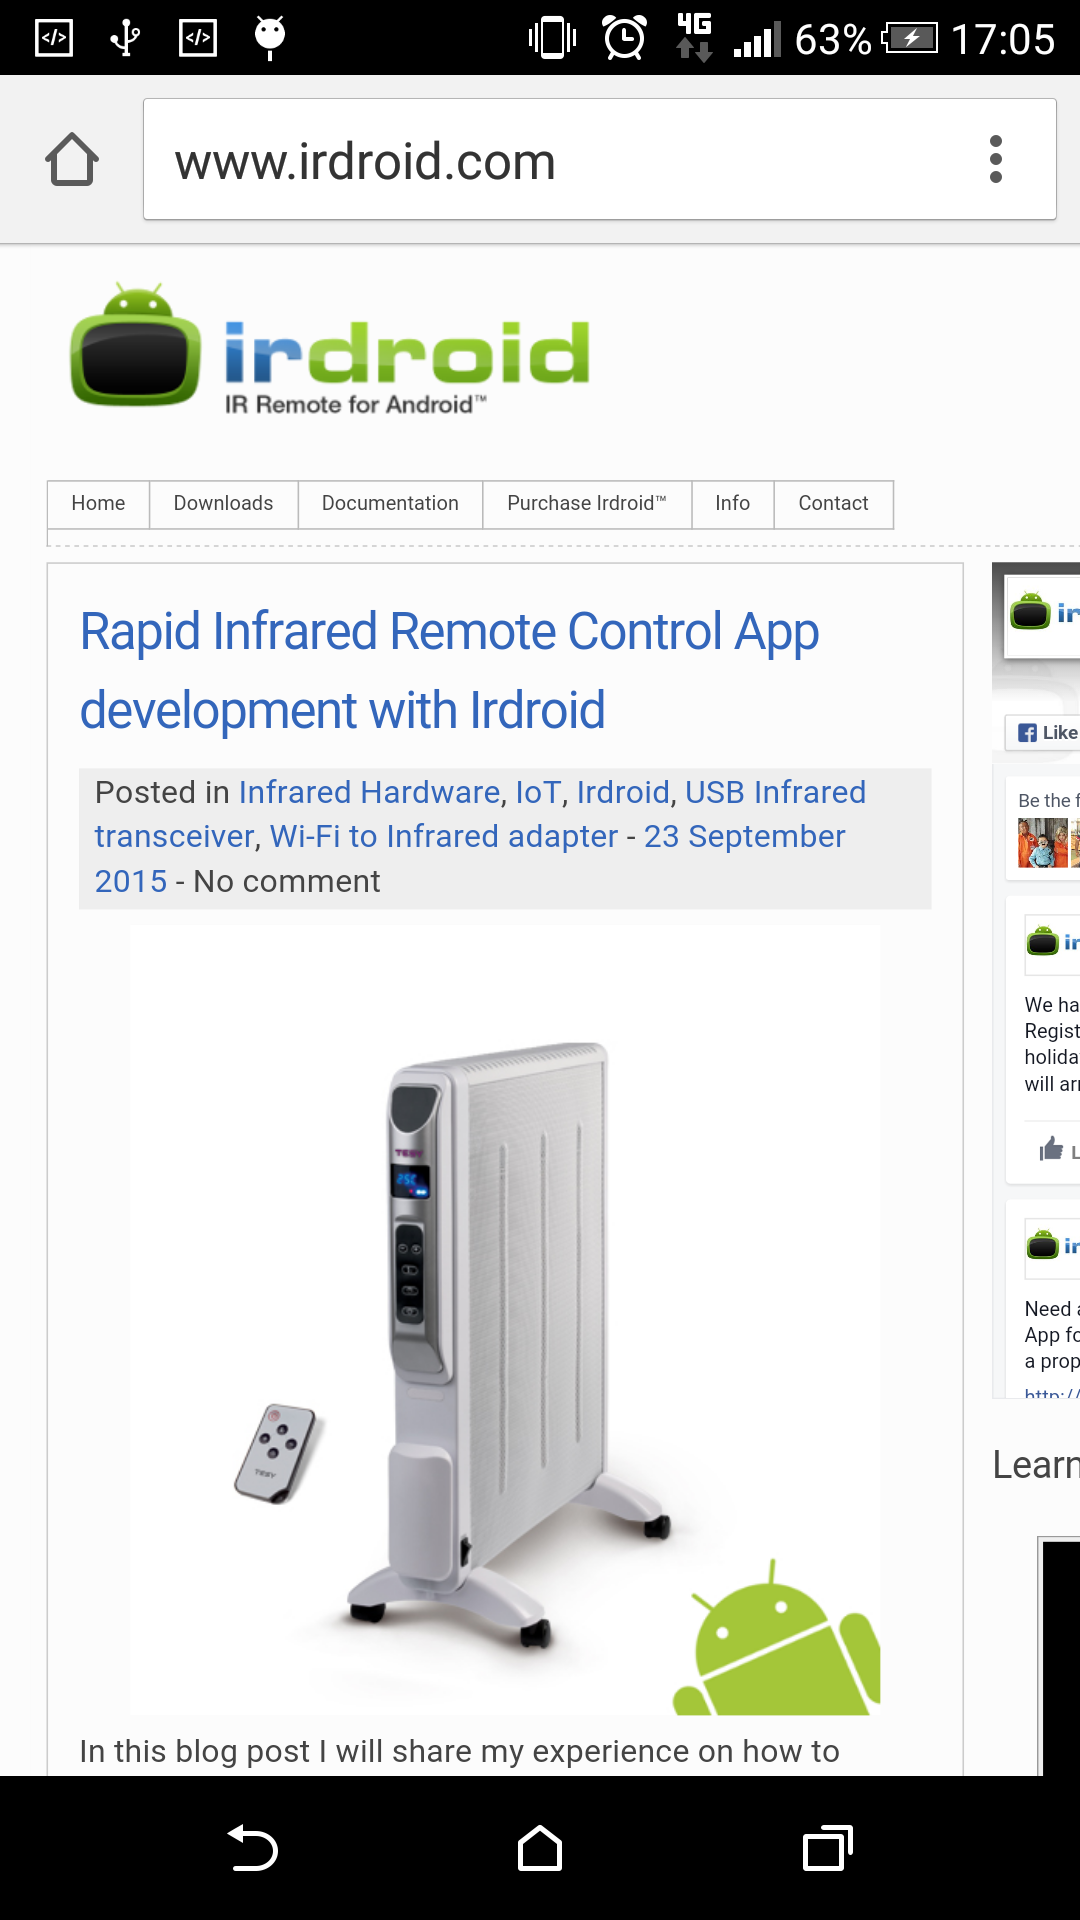 4G 63% 17:05
www.irdroid.com
irdroid
IR Remote for Android™
Home Downloads Documentation Purchase Irdroid™ Info Contact
Rapid Infrared Remote Control App
development with Irdroid
Posted in Infrared Hardware, IoT, Irdroid, USB Infrared
transceiver, Wi-Fi to Infrared adapter - 23 September
2015 - No comment
TESY
25C
TESY
In this blog post I will share my experience on how to
ir
Like
Be the f
ir
We ha
Regist
holida
will arr
L
ir
Need a
App fo
a prop
http://
Learn